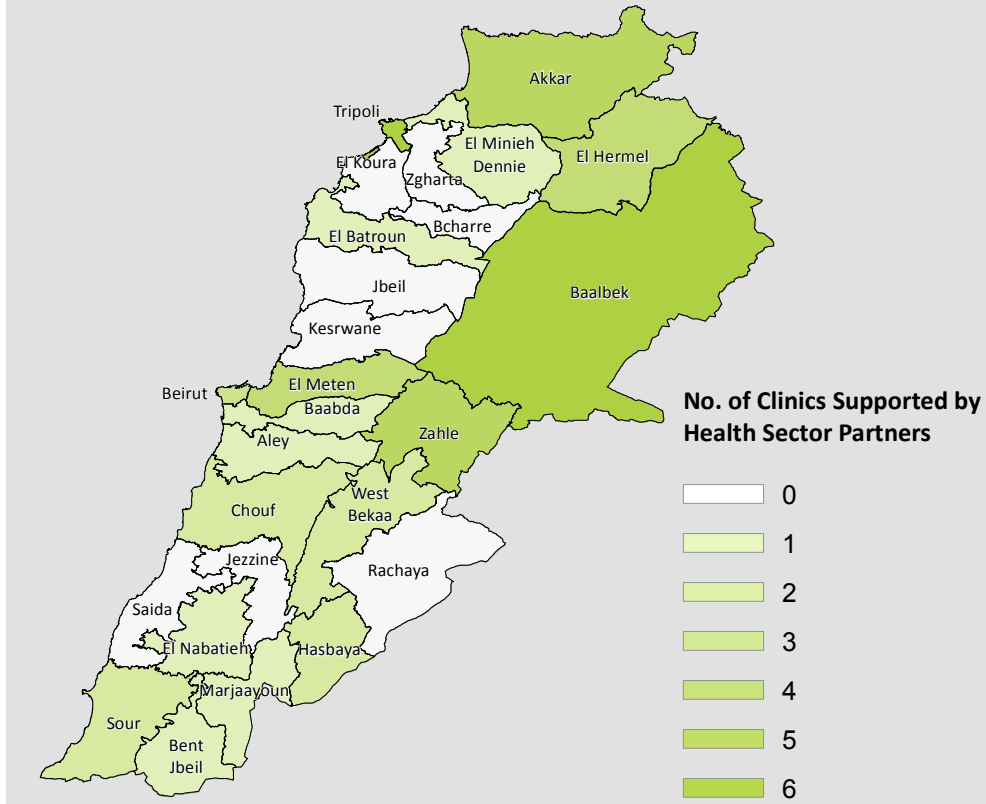 Akkar
Tripoli
El Minieh
Dennie
El Hermel
El Koura
Zgharta
Bcharre
El Batroun
Jbeil
Baalbek
Kesrwane
El Meten
Beirut
Baabda
No. of Clinics Supported by
Health Sector Partners
Aley
Zahle
West
Bekaa
0
Chouf
1
Jezzine
Rachaya
2
Saida
El Nabatieh
Hasbaya
3
Marjaayoun
4
Sour
Bent
Jbeil
5
6